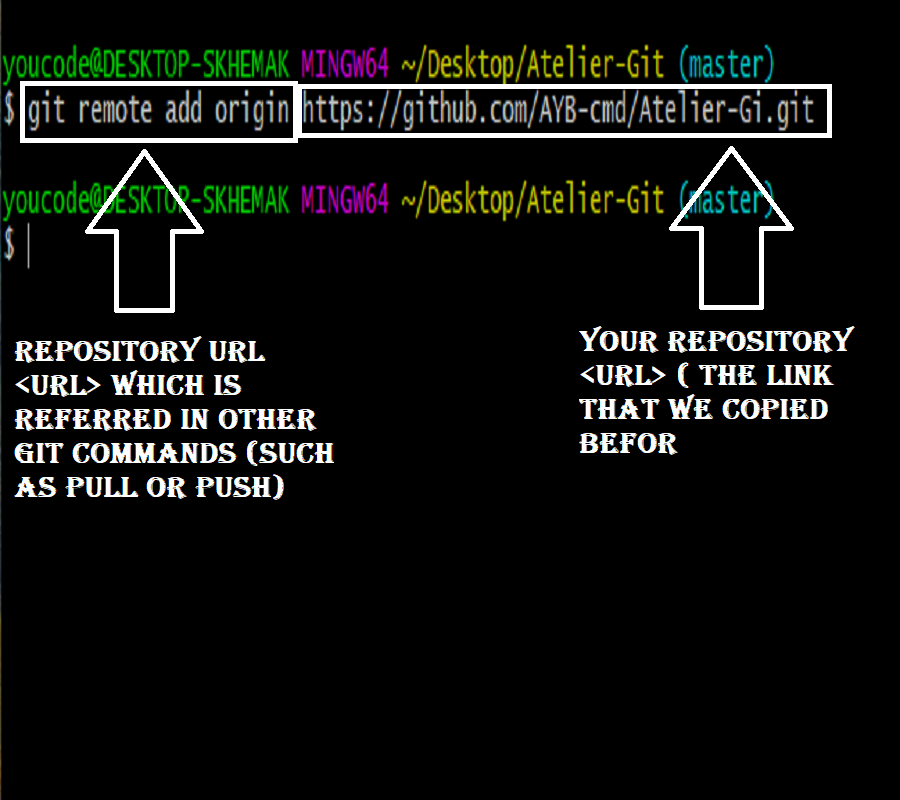 youcode@DESKTOP-SKHEMAK MINGW64 ~/Desktop/Atelier-Git (master)
$ git remote add origin https://github.com/AYB-cmd/Atelier-Gi.git
youcode@DESKTOP-SKHEMAK MINGW64 ~/Desktop/Atelier-Git (master)
$
REPOSITORY URL
<URL> WHICH IS
REFERRED IN OTHER
GIT COMMANDS (SUCH
AS PULL OR PUSH)
YOUR REPOSITORY
<URL> ( THE LINK
THAT WE COPIED
BEFOR